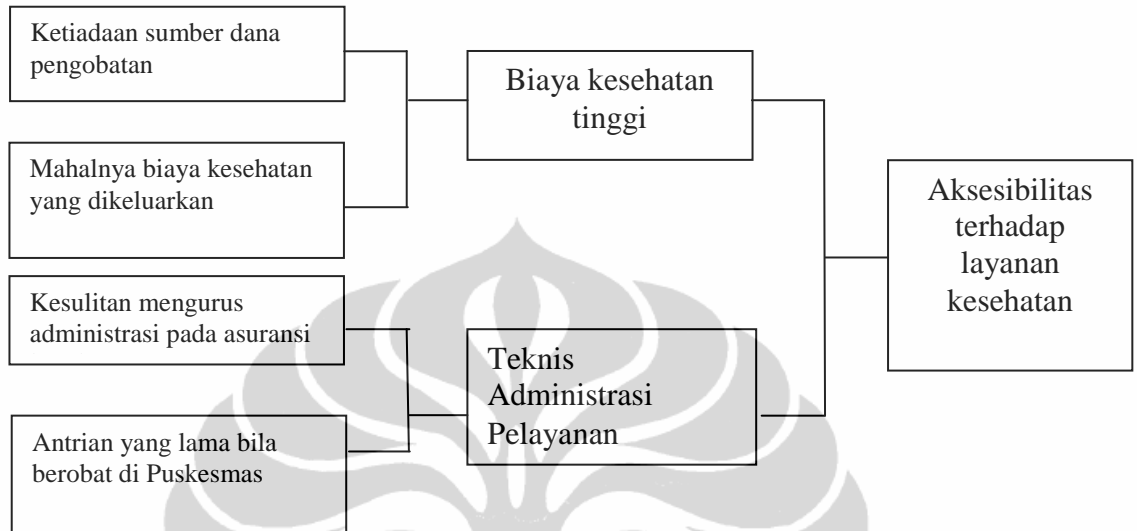 Ketiadaan sumber dana
pengobatan
Mahalnya biaya kesehatan
yang dikeluarkan
Kesulitan mengurus
administrasi pada asuransi
Antrian yang lama bila
berobat di Puskesmas
Biaya kesehatan
tinggi
Teknis
Administrasi
Pelayanan
Aksesibilitas
terhadap
layanan
kesehatan